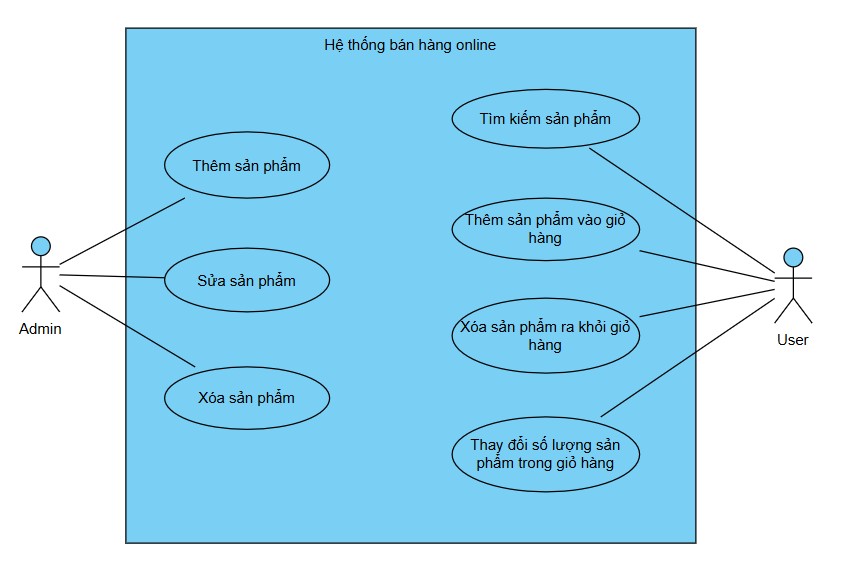 Hệ thống bán hàng online
Thêm sản phẩm
Sửa sản phẩm
Xóa sản phẩm
Admin
Tìm kiếm sản phẩm
Thêm sản phẩm vào giỏ
hàng
Xóa sản phẩm ra khỏi giỏ
hàng
Thay đổi số lượng sản
phẩm trong giỏ hàng
User